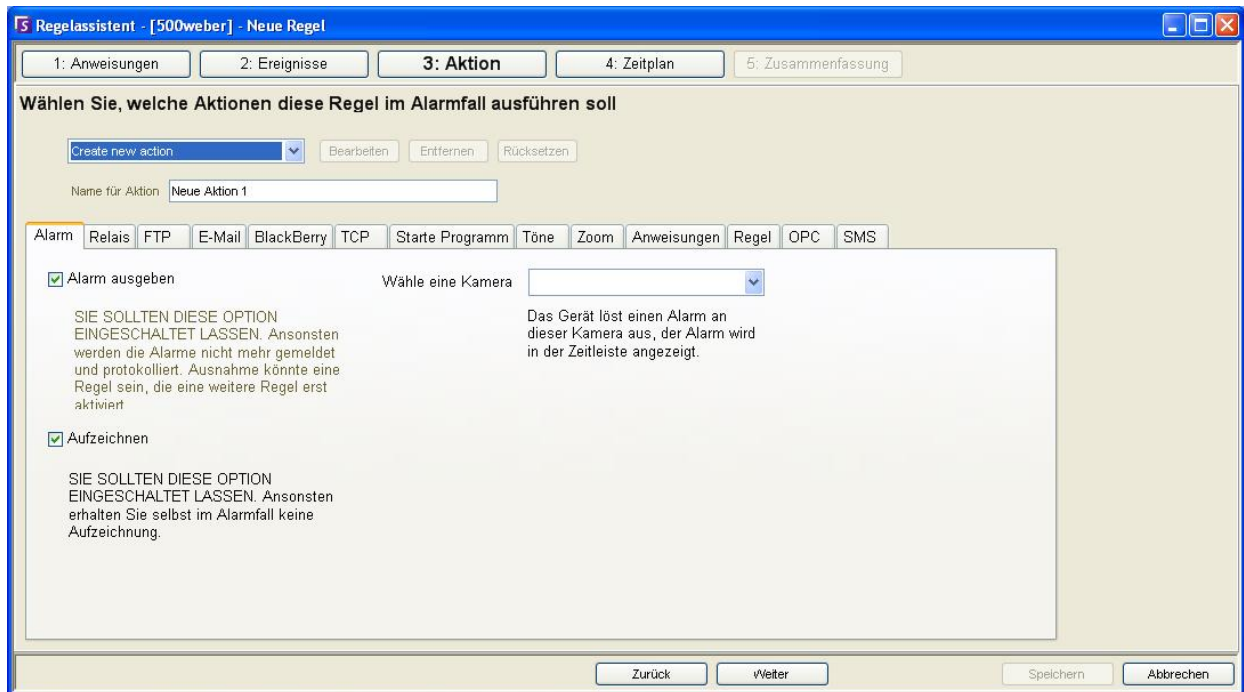 Regelassistent - [500weber] - Neue Regel
1: Anweisungen
2: Ereignisse
3: Aktion
4: Zeitplan
5: Zusammenfassung
Wählen Sie, welche Aktionen diese Regel im Alarmfall ausführen soll
Create new action
Bearbeiten
Entfernen
Rücksetzen
Name für Aktion
Neue Aktion 1
Alarm
Relais
FTP
E-Mail
BlackBerry
TCP
Starte Programm
Töne
Zoom
Anweisungen
Regel
OPC
SMS
Alarm ausgeben
SIE SOLLTEN DIESE OPTION
EINGESCHALTET LASSEN. Ansonsten
werden die Alarme nicht mehr gemeldet
und protokolliert. Ausnahme könnte eine
Regel sein, die eine weitere Regel erst
aktiviert
Wähle eine Kamera
Das Gerät löst einen Alarm an
dieser Kamera aus, der Alarm wird
in der Zeitleiste angezeigt.
Aufzeichnen
SIE SOLLTEN DIESE OPTION
EINGESCHALTET LASSEN. Ansonsten
erhalten Sie selbst im Alarmfall keine
Aufzeichnung.
Zurück
Weiter
Speichern
Abbrechen